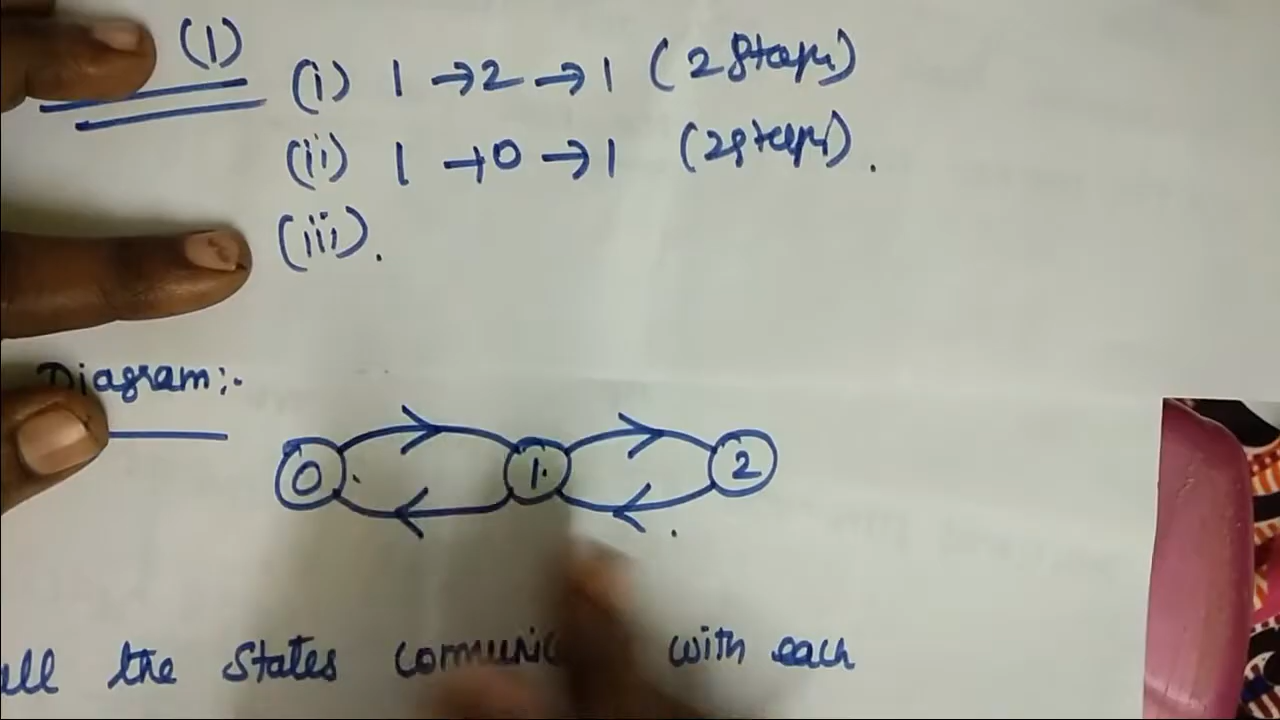 (1)
(i) 1 → 2 → 1 (2 Steps)
(ii) 1 → 0 → 1 (2 steps).
(iii).
Diagram:-
0 1 2
all the States with each